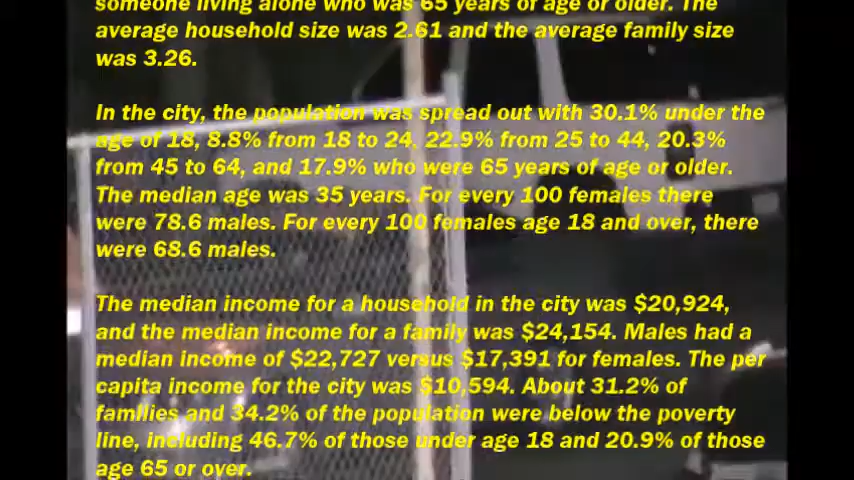 someone living alone who was 65 years of age or older. The
average household size was 2.61 and the average family size
was 3.26.
In the city, the population was spread out with 30.1% under the
age of 18, 8.8% from 18 to 24, 22.9% from 25 to 44, 20.3%
from 45 to 64, and 17.9% who were 65 years of age or older.
The median age was 35 years. For every 100 females there
were 78.6 males. For every 100 females age 18 and over, there
were 68.6 males.
The median income for a household in the city was $20,924,
and the median income for a family was $24,154. Males had a
median income of $22,727 versus $17,391 for females. The per
capita income for the city was $10,594. About 31.2% of
families and 34.2% of the population were below the poverty
line, including 46.7% of those under age 18 and 20.9% of those
age 65 or over.